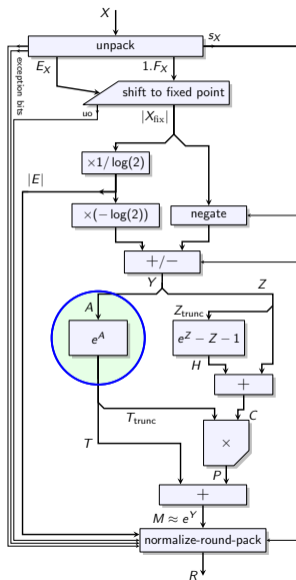 X
unpack
s_X
exception bits
E_X
1.F_X
shift to fixed point
uo
|X_fix|
×1/log(2)
|E|
×(−log(2))
negate
+/−
Y
Z
A
Z_trunc
e^A
e^Z − Z − 1
H
+
T_trunc
C
T
×
P
+
M ≈ e^Y
normalize-round-pack
R